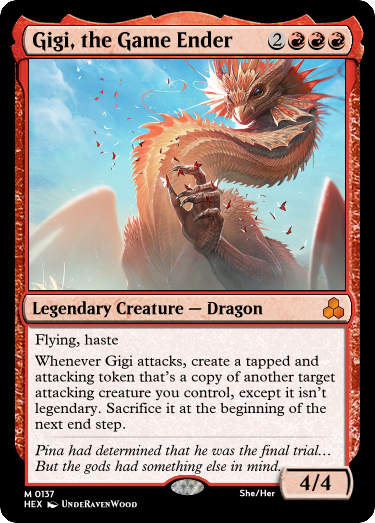 Gigi, the Game Ender 2
Legendary Creature — Dragon
Flying, haste
Whenever Gigi attacks, create a tapped and
attacking token that's a copy of another target
attacking creature you control, except it isn't
legendary. Sacrifice it at the beginning of the
next end step.
Pina had determined that he was the final trial…
But the gods had something else in mind.
4/4
M 0137
HEX UndeRavenWood She/Her